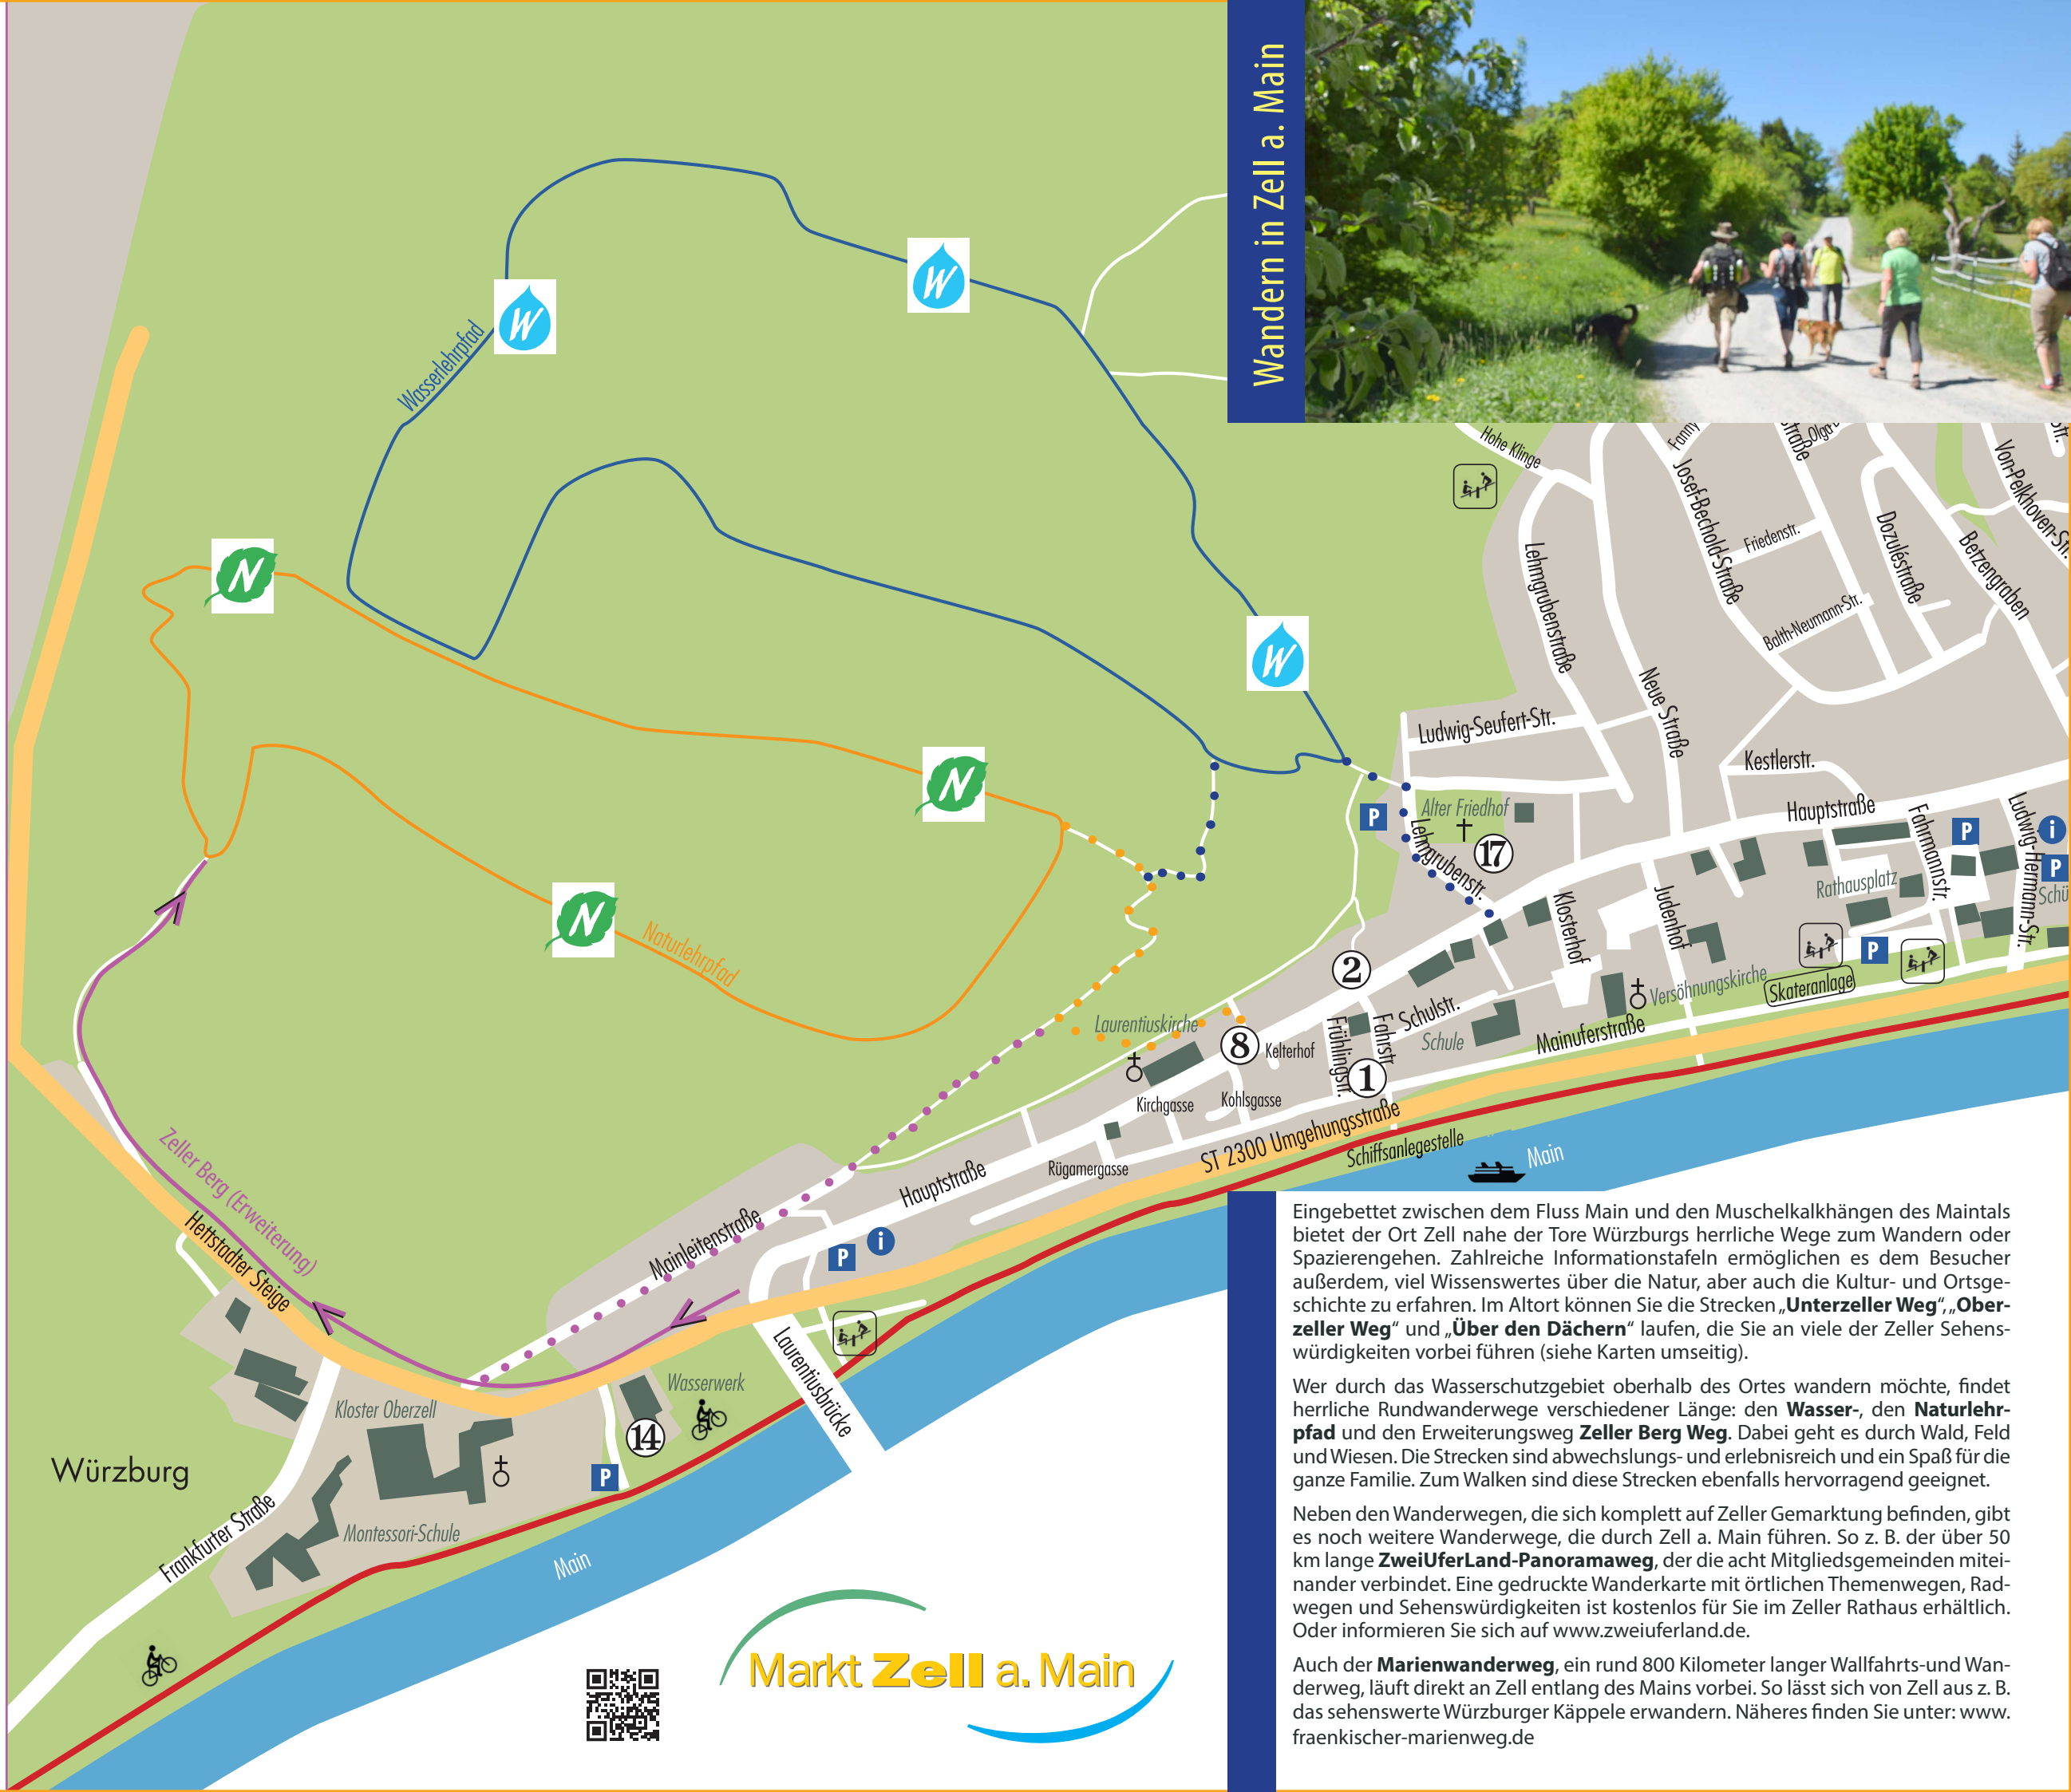 Wandern in Zell a. Main
W
W
Wasserlehrpfad
Hohe Klinge
Fanny
Josef-Bechold-Straße
traße
Olga
Von-Pelkhoven-Str.
Str.
Friedenstr.
Dozuléstraße
Betzengraben
Lehmgrubenstraße
Balth-Neumann-Str.
N
W
Neue Straße
Ludwig-Seufert-Str.
Kestlerstr.
N
P
Alter Friedhof
Lehmgrubenstr.
17
Hauptstraße
Fahrmannstr.
P
Ludwig-Hermann-Str.
i
P
Schü
Rathausplatz
N
Naturlehrpfad
Klosterhof
Judenhof
P
2
Versöhnungskirche
Skateranlage
Laurentiuskirche
8
Kelterhof
Frühlingstr.
Fahrstr.
Schulstr.
Schule
Mainuferstraße
1
Kirchgasse
Kohlsgasse
ST 2300 Umgehungsstraße
Schiffsanlegestelle
Main
Rügamergasse
Hauptstraße
Zeller Berg (Erweiterung)
Hettstadter Steige
Mainleitenstraße
P
i
Laurentiusbrücke
Wasserwerk
14
P
Kloster Oberzell
Würzburg
Frankfurter Straße
Montessori-Schule
Main
Markt Zell a. Main
Eingebettet zwischen dem Fluss Main und den Muschelkalkhängen des Maintals
bietet der Ort Zell nahe der Tore Würzburgs herrliche Wege zum Wandern oder
Spazierengehen. Zahlreiche Informationstafeln ermöglichen es dem Besucher
außerdem, viel Wissenswertes über die Natur, aber auch die Kultur- und Ortsge-
schichte zu erfahren. Im Altort können Sie die Strecken „Unterzeller Weg“, „Ober-
zeller Weg“ und „Über den Dächern“ laufen, die Sie an viele der Zeller Sehens-
würdigkeiten vorbei führen (siehe Karten umseitig).
Wer durch das Wasserschutzgebiet oberhalb des Ortes wandern möchte, findet
herrliche Rundwanderwege verschiedener Länge: den Wasser-, den Naturlehr-
pfad und den Erweiterungsweg Zeller Berg Weg. Dabei geht es durch Wald, Feld
und Wiesen. Die Strecken sind abwechslungs- und erlebnisreich und ein Spaß für die
ganze Familie. Zum Walken sind diese Strecken ebenfalls hervorragend geeignet.
Neben den Wanderwegen, die sich komplett auf Zeller Gemarktung befinden, gibt
es noch weitere Wanderwege, die durch Zell a. Main führen. So z. B. der über 50
km lange ZweiUferLand-Panoramaweg, der die acht Mitgliedsgemeinden mitei-
nander verbindet. Eine gedruckte Wanderkarte mit örtlichen Themenwegen, Rad-
wegen und Sehenswürdigkeiten ist kostenlos für Sie im Zeller Rathaus erhältlich.
Oder informieren Sie sich auf www.zweiuferland.de.
Auch der Marienwanderweg, ein rund 800 Kilometer langer Wallfahrts-und Wan-
derweg, läuft direkt an Zell entlang des Mains vorbei. So lässt sich von Zell aus z. B.
das sehenswerte Würzburger Käppele erwandern. Näheres finden Sie unter: www.
fraenkischer-marienweg.de